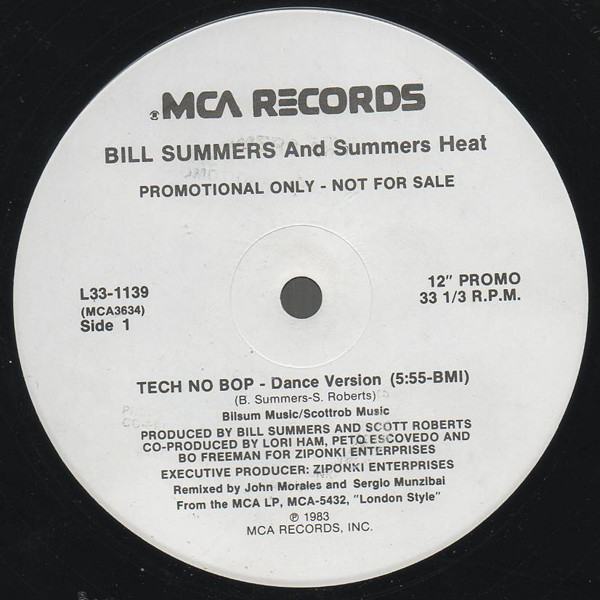 ® MCA RECORDS
BILL SUMMERS And Summers Heat
PROMOTIONAL ONLY - NOT FOR SALE
L33-1139
(MCA3634)
Side 1
12" PROMO
33 1/3 R.P.M.
TECH NO BOP - Dance Version (5:55-BMI)
(B. Summers-S. Roberts)
Bilsum Music/Scottrob Music
PRODUCED BY BILL SUMMERS AND SCOTT ROBERTS
CO-PRODUCED BY LORI HAM, PETO ESCOVEDO AND
BO FREEMAN FOR ZIPONKI ENTERPRISES
EXECUTIVE PRODUCER: ZIPONKI ENTERPRISES
Remixed by John Morales and Sergio Munzibai
From the MCA LP, MCA-5432, "London Style"
℗ 1983
MCA RECORDS, INC.